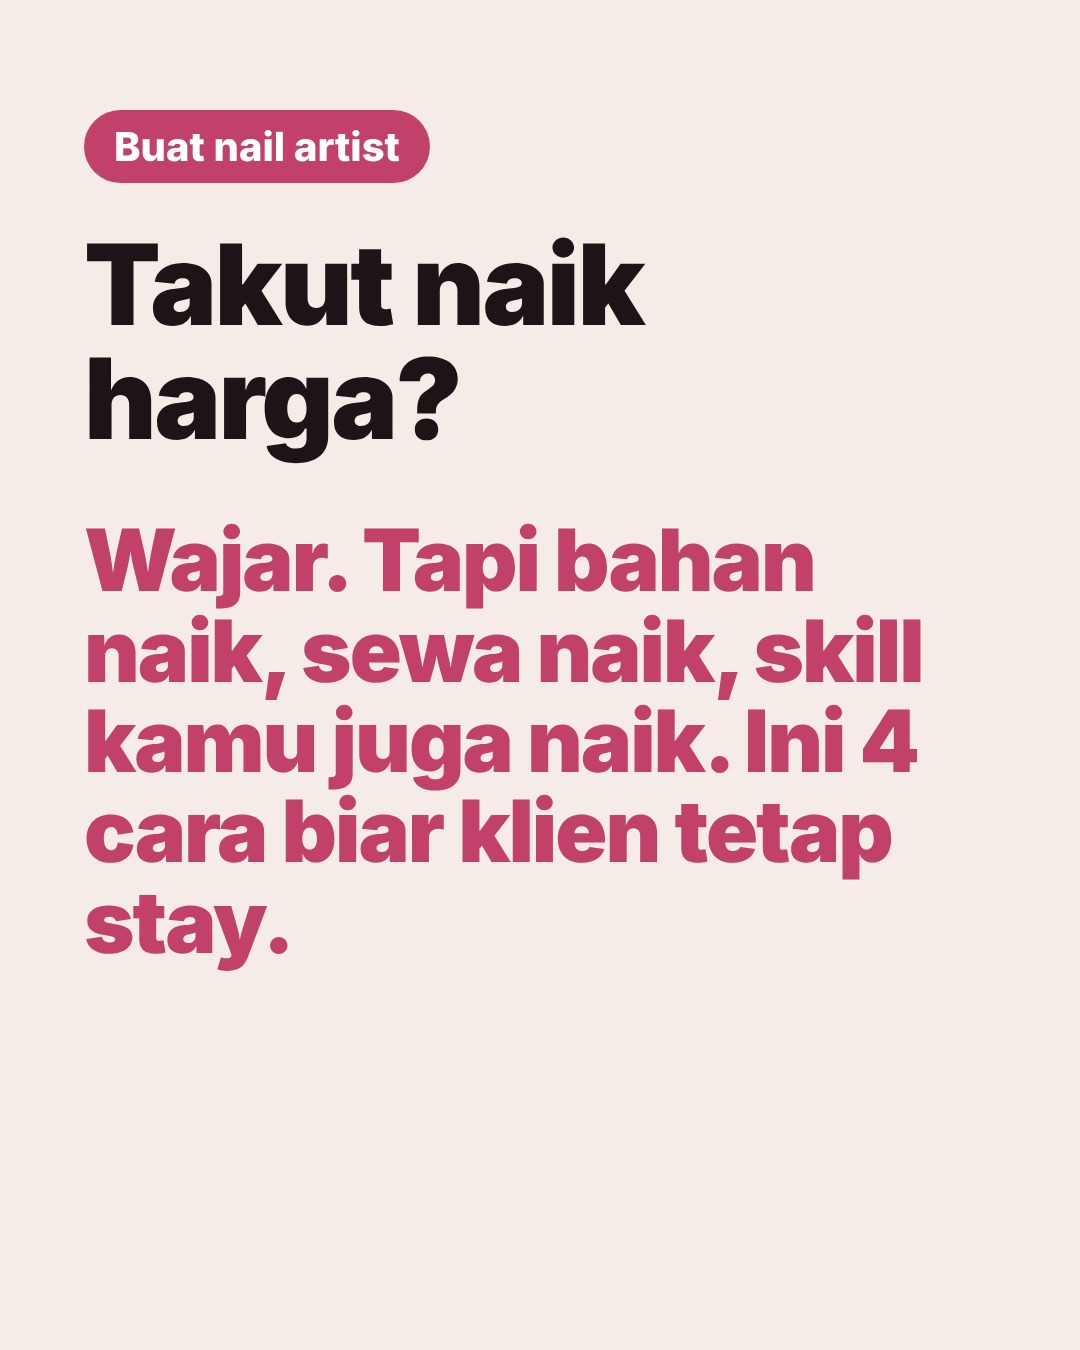 Buat nail artist
Takut naik
harga?
Wajar. Tapi bahan
naik, sewa naik, skill
kamu juga naik. Ini 4
cara biar klien tetap
stay.